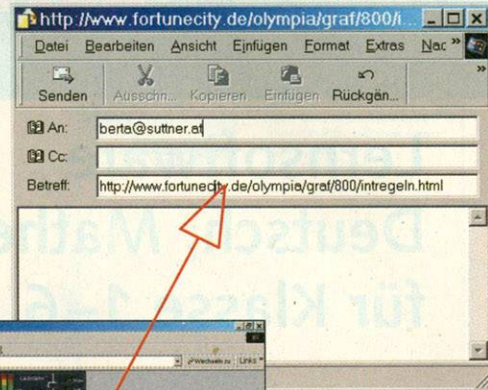 http://www.fortunecity.de/olympia/graf/800/i...
Datei Bearbeiten Ansicht Einfügen Format Extras Nac »
Senden Ausschn... Kopieren Einfügen Rückgän... »
An: berta@suttner.at
Cc:
Betreff: http://www.fortunecity.de/olympia/graf/800/intregeln.html
Deutsch Mathe
für Klasse 1-6
Wechseln zu Links »